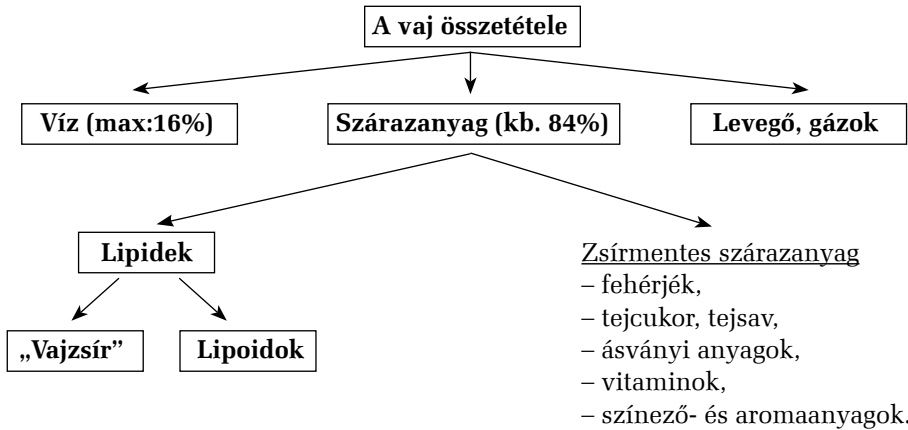 A vaj összetétele
Víz (max:16%)
Szárazanyag (kb. 84%)
Levegő, gázok
Lipidek
„Vajzsír”
Lipoidok
Zsírmentes szárazanyag
– fehérjék,
– tejcukor, tejsav,
– ásványi anyagok,
– vitaminok,
– színező- és aromaanyagok.